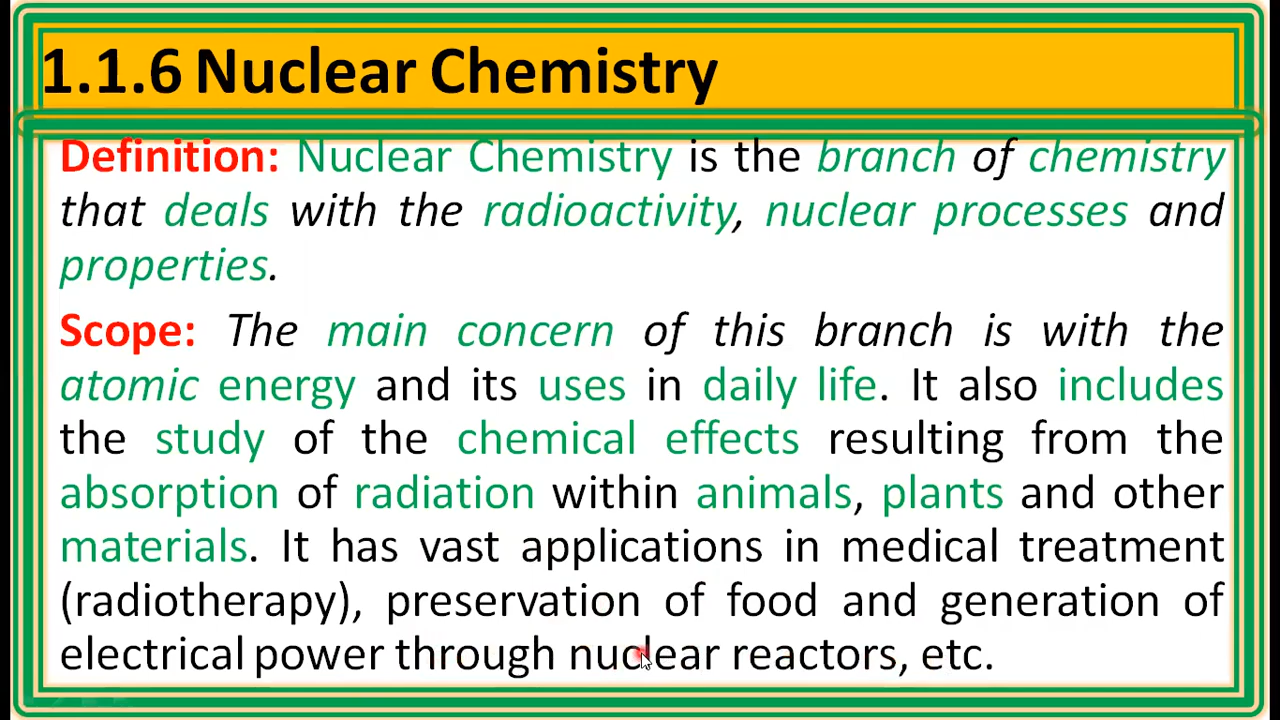 1.1.6 Nuclear Chemistry
Definition: Nuclear Chemistry is the branch of chemistry
that deals with the radioactivity, nuclear processes and
properties.
Scope: The main concern of this branch is with the
atomic energy and its uses in daily life. It also includes
the study of the chemical effects resulting from the
absorption of radiation within animals, plants and other
materials. It has vast applications in medical treatment
(radiotherapy), preservation of food and generation of
electrical power through nuclear reactors, etc.